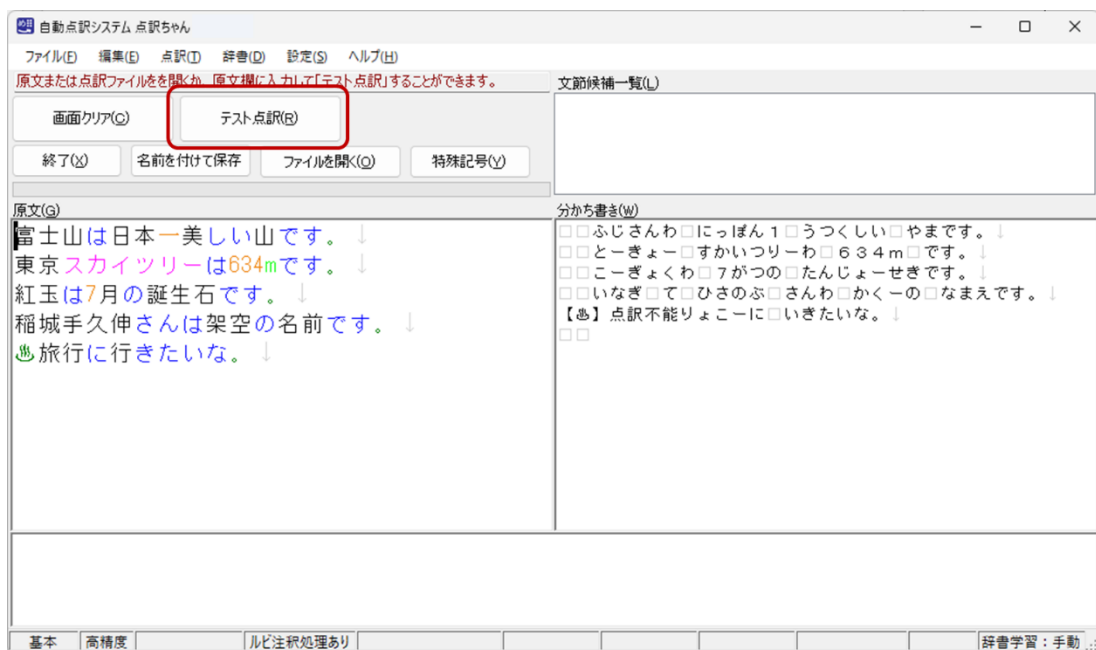 自動点訳システム 点訳ちゃん
ファイル(F) 編集(E) 点訳(T) 辞書(D) 設定(S) ヘルプ(H)
原文または点訳ファイルをを開くか、原文欄に入力して「テスト点訳」することができます。
画面クリア(C) テスト点訳(R)
終了(X) 名前を付けて保存 ファイルを開く(O) 特殊記号(Y)
文節候補一覧(L)
原文(G)
富士山は日本一美しい山です。↓
東京スカイツリーは634mです。↓
紅玉は7月の誕生石です。↓
稲城手久伸さんは架空の名前です。↓
♨旅行に行きたいな。↓
分かち書き(W)
□□ふじさんわ□にっぽん1□うつくしい□やまです。↓
□□とーきょー□すかいつりーわ□634m□です。↓
□□こーぎょくわ□7がつの□たんじょーせきです。↓
□□いなぎ□て□ひさのぶ□さんわ□かくーの□なまえです。↓
【♨】点訳不能りょこーに□いきたいな。↓
□□
基本 高精度 ルビ注釈処理あり 辞書学習：手動